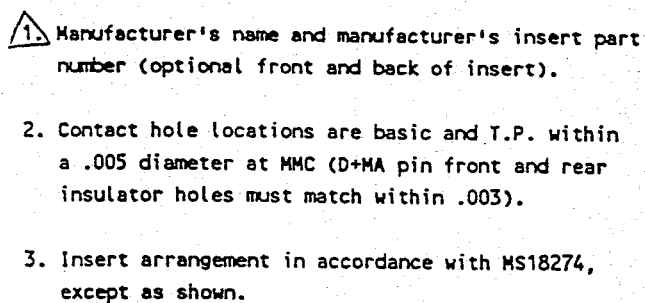 1. Manufacturer's name and manufacturer's insert part
number (optional front and back of insert).
2. Contact hole locations are basic and T.P. within
a .005 diameter at MMC (D+MA pin front and rear
insulator holes must match within .003).
3. Insert arrangement in accordance with MS18274,
except as shown.